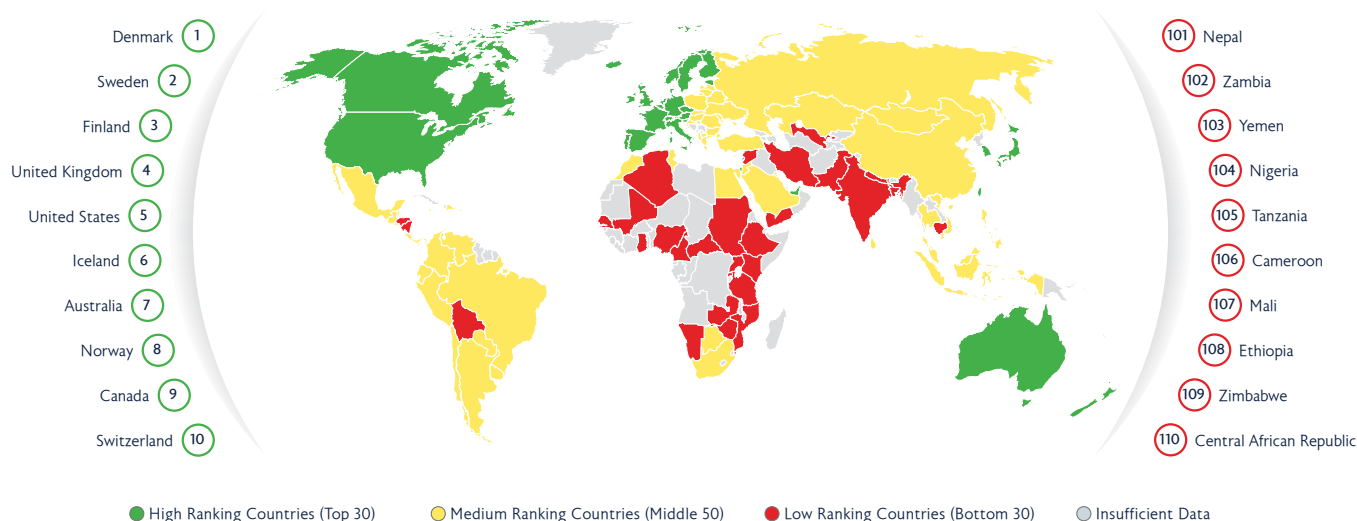 Denmark 1
Sweden 2
Finland 3
United Kingdom 4
United States 5
Iceland 6
Australia 7
Norway 8
Canada 9
Switzerland 10
101 Nepal
102 Zambia
103 Yemen
104 Nigeria
105 Tanzania
106 Cameroon
107 Mali
108 Ethiopia
109 Zimbabwe
110 Central African Republic
High Ranking Countries (Top 30)
Medium Ranking Countries (Middle 50)
Low Ranking Countries (Bottom 30)
Insufficient Data